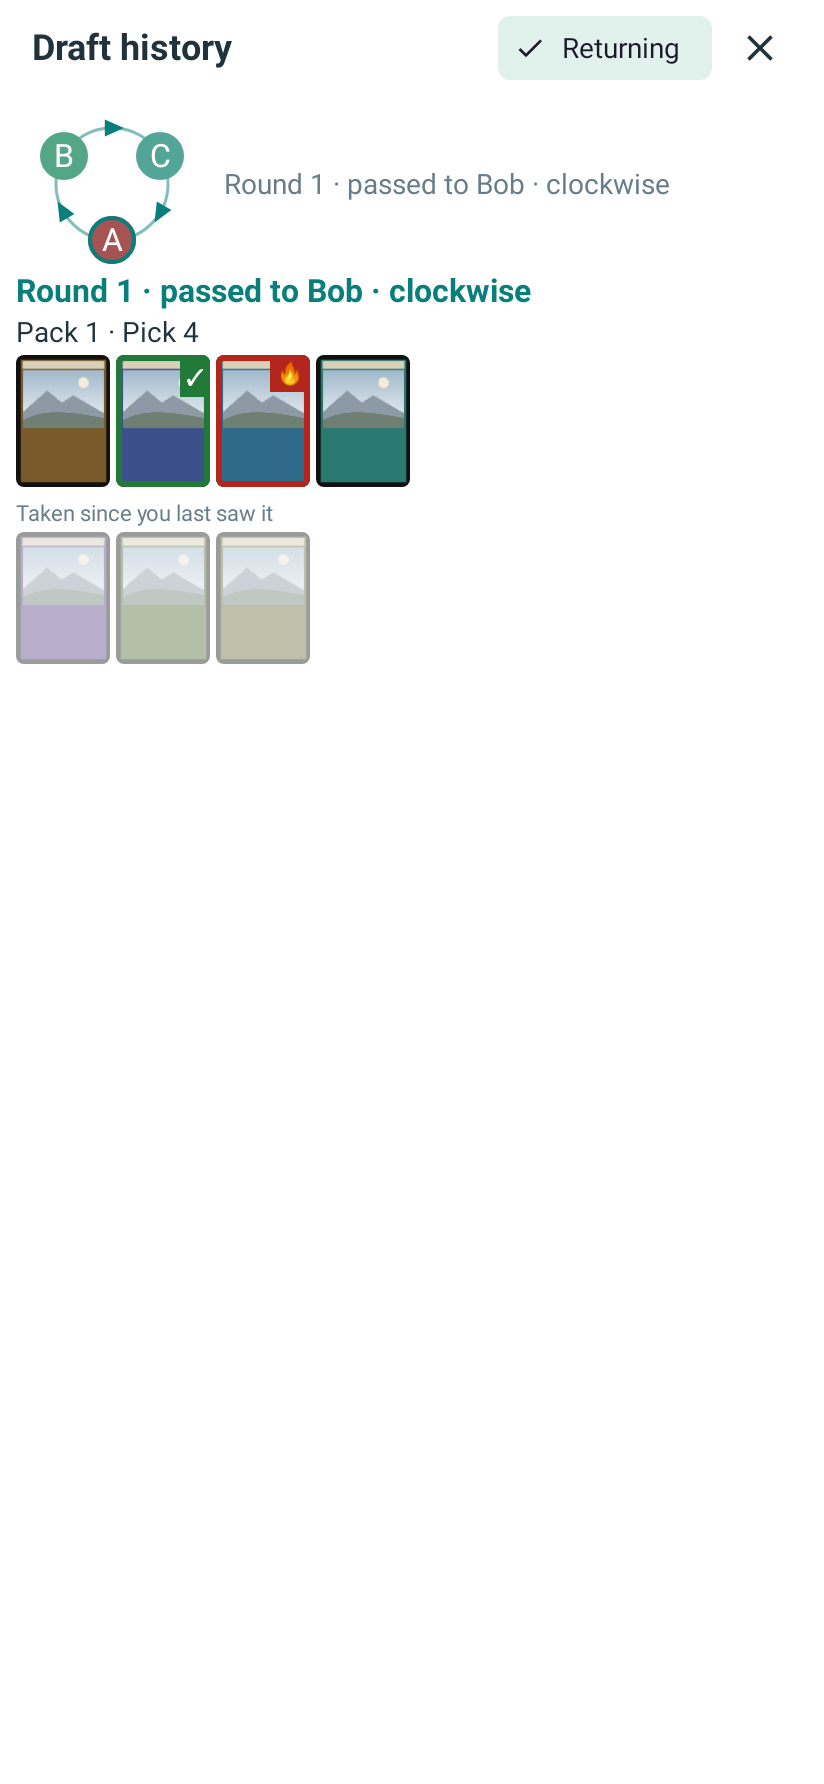 Draft history
✓ Returning
B
C
A
Round 1 · passed to Bob · clockwise
Round 1 · passed to Bob · clockwise
Pack 1 · Pick 4
✓ 🔥
Taken since you last saw it